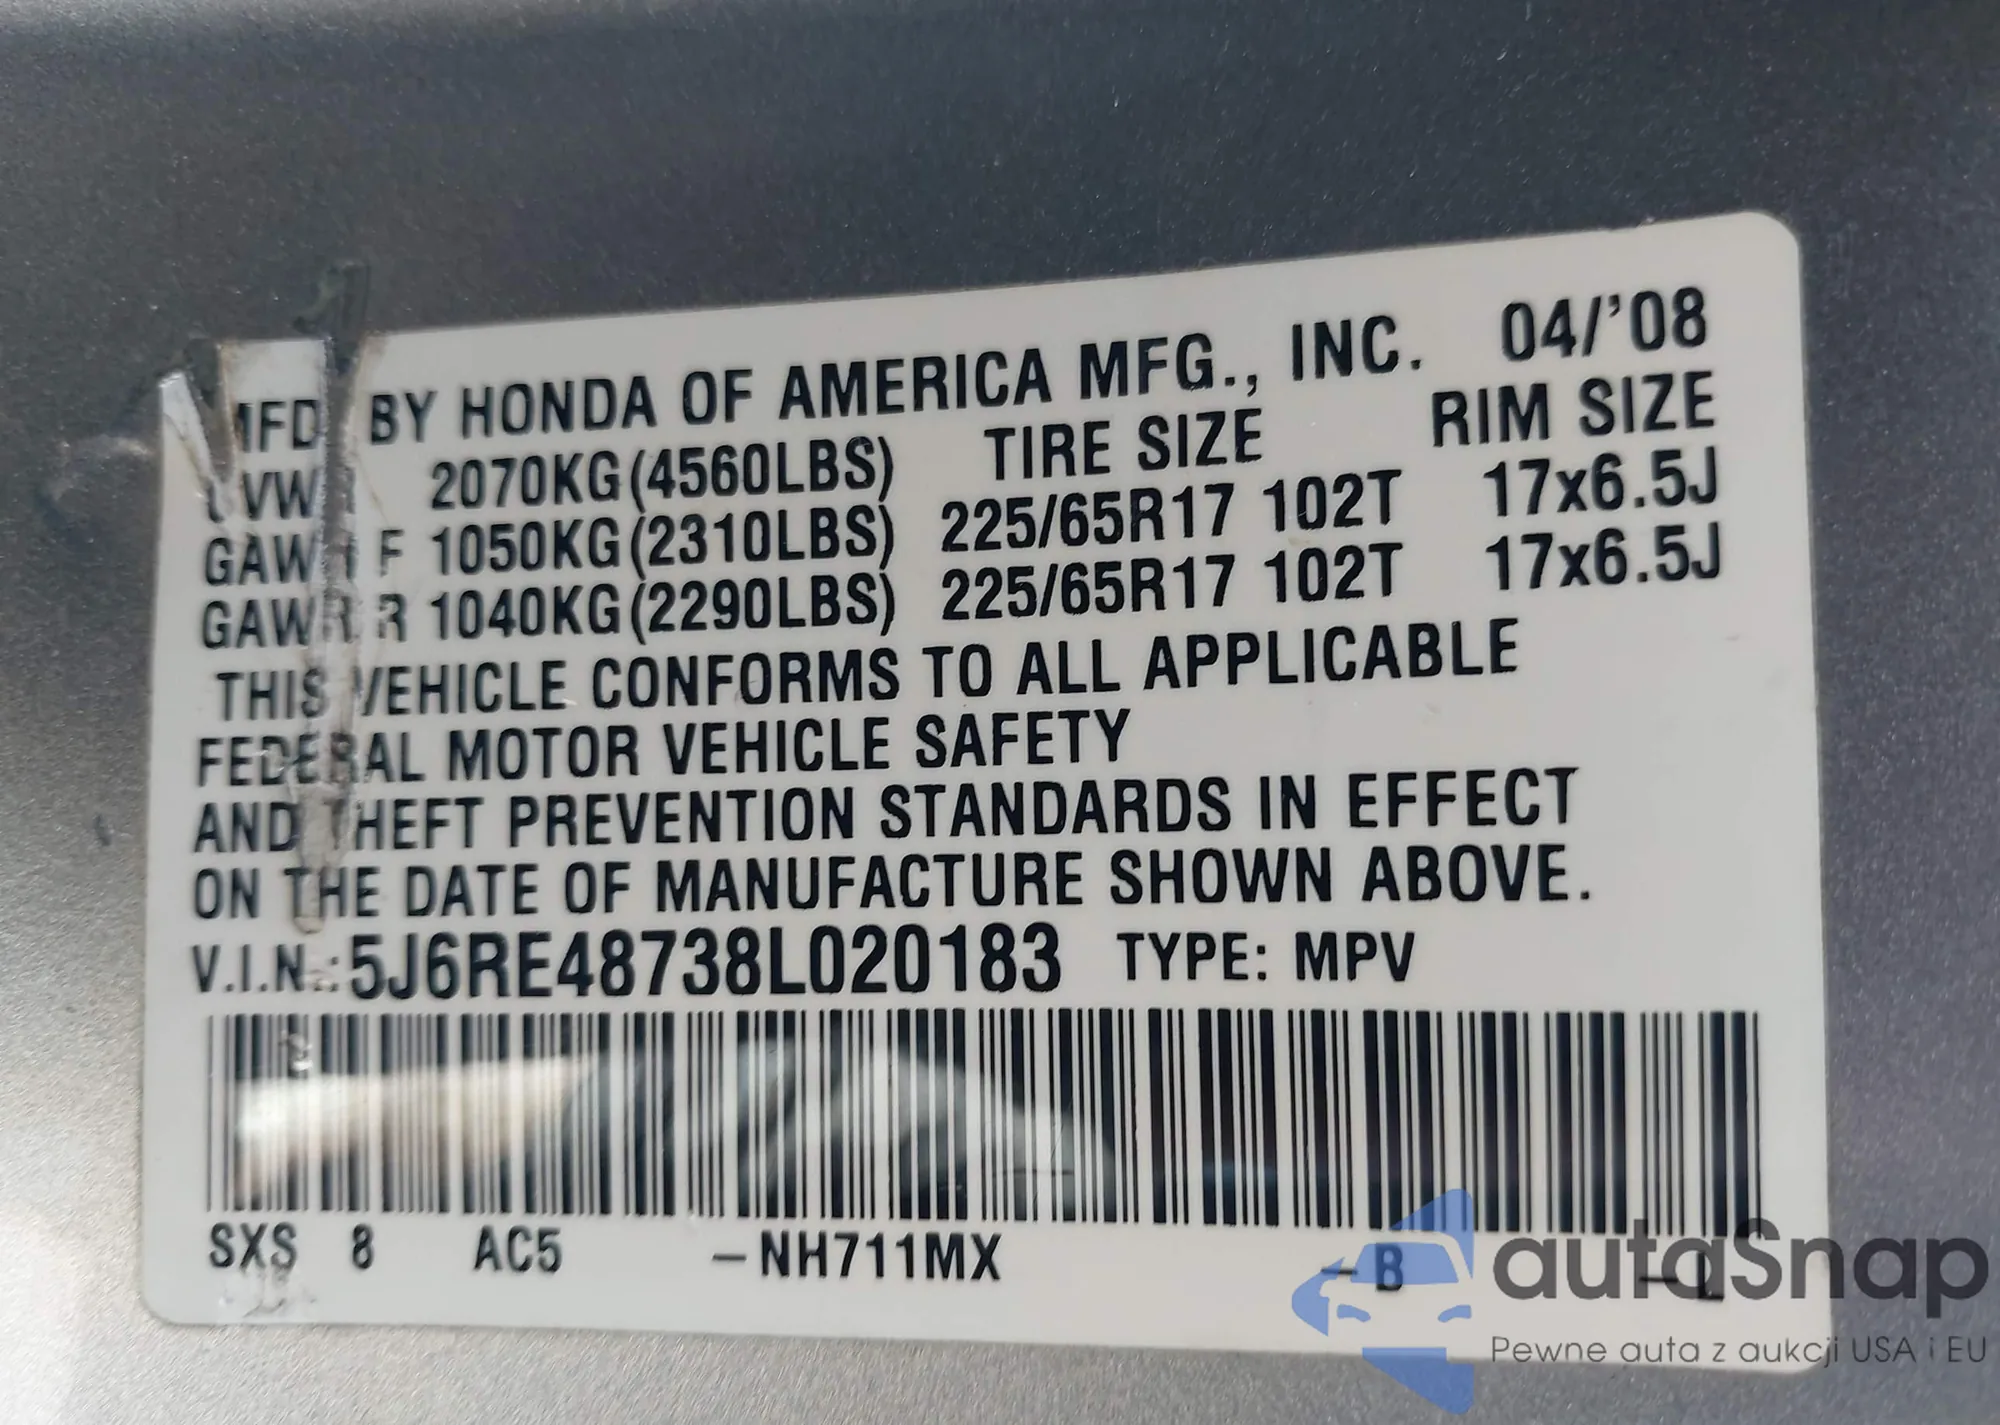 MFD BY HONDA OF AMERICA MFG., INC. 04/'08
2070KG(4560LBS) TIRE SIZE RIM SIZE
GAWR F 1050KG(2310LBS) 225/65R17 102T 17x6.5J
GAWR R 1040KG(2290LBS) 225/65R17 102T 17x6.5J
THIS VEHICLE CONFORMS TO ALL APPLICABLE
FEDERAL MOTOR VEHICLE SAFETY
AND THEFT PREVENTION STANDARDS IN EFFECT
ON THE DATE OF MANUFACTURE SHOWN ABOVE.
V.I.N.:5J6RE48738L020183 TYPE: MPV
SXS 8 AC5 –NH711MX –B –L
autaSnap
Pewne auta z aukcji USA i EU